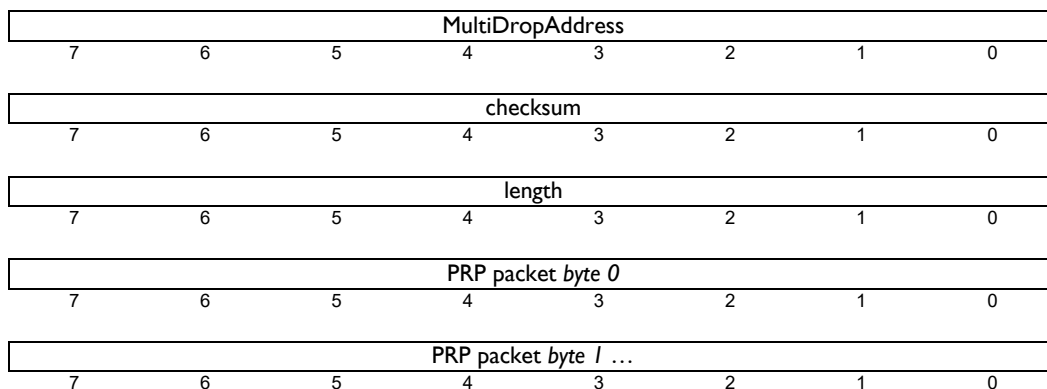 MultiDropAddress
7 6 5 4 3 2 1 0
checksum
7 6 5 4 3 2 1 0
length
7 6 5 4 3 2 1 0
PRP packet byte 0
7 6 5 4 3 2 1 0
PRP packet byte 1 …
7 6 5 4 3 2 1 0